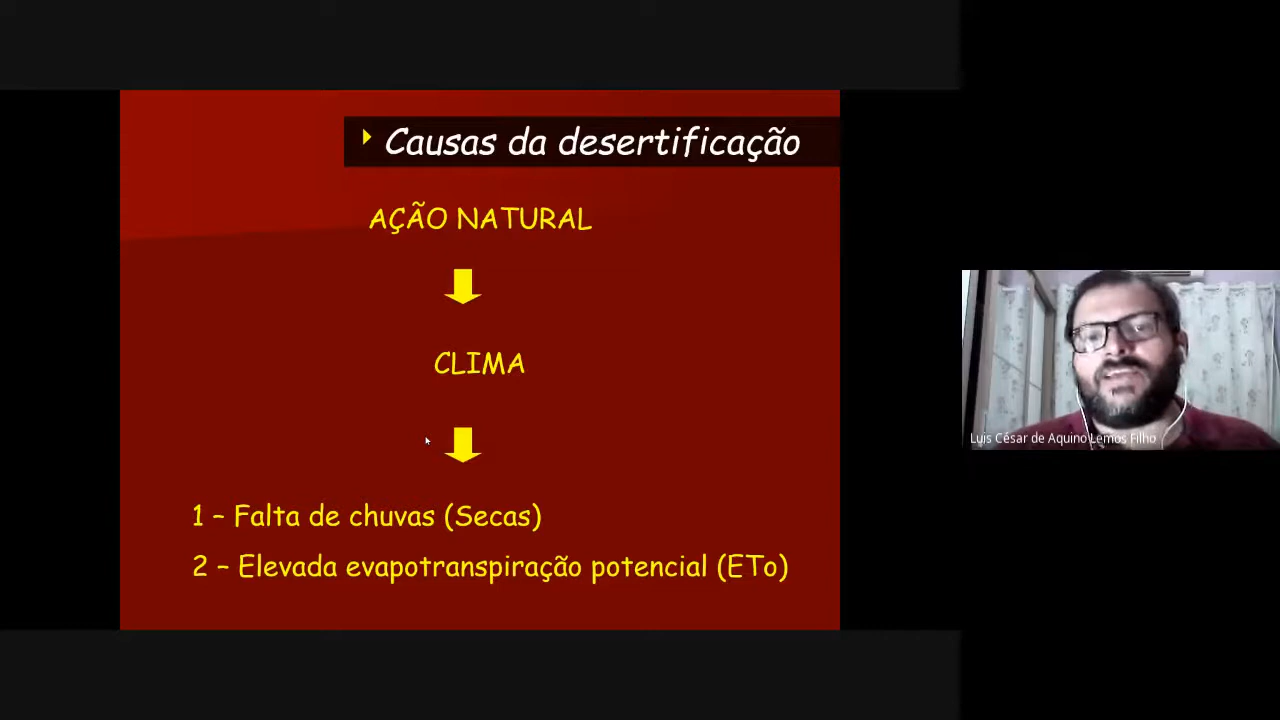 Causas da desertificação
AÇÃO NATURAL
CLIMA
1 – Falta de chuvas (Secas)
2 – Elevada evapotranspiração potencial (ETo)
Luis César de Aquino Lemos Filho